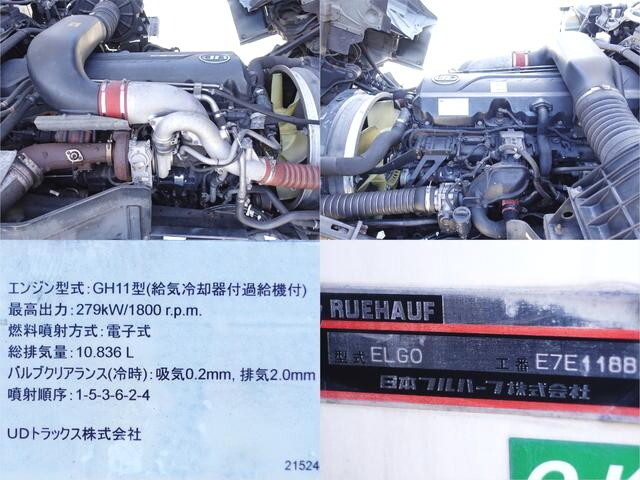 エンジン型式:GH11型(給気冷却器付過給機付)
最高出力:279kW/1800 r.p.m.
燃料噴射方式:電子式
総排気量:10.836 L
バルブクリアランス(冷時):吸気0.2mm, 排気2.0mm
噴射順序:1-5-3-6-2-4
UDトラックス株式会社
21524
RUEHAUF
型式 ELGO 工番 E7E1188
日本フルハーフ株式会社